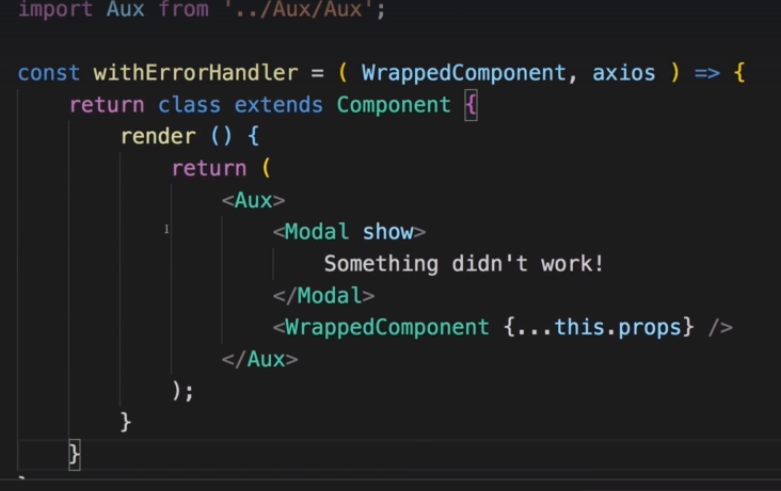 import Aux from '../Aux/Aux';
const withErrorHandler = ( WrappedComponent, axios ) => {
return class extends Component {
render () {
return (
<Aux>
<Modal show>
Something didn't work!
</Modal>
<WrappedComponent {...this.props} />
</Aux>
);
}
}